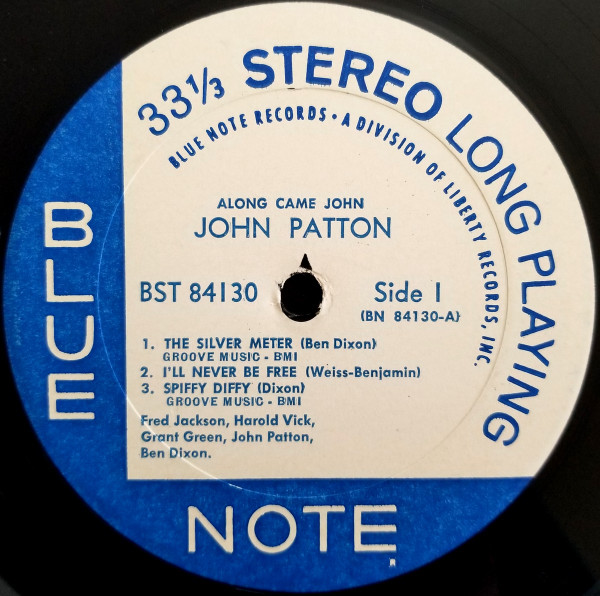 33⅓ STEREO LONG PLAYING
BLUE NOTE RECORDS • A DIVISION OF LIBERTY RECORDS, INC.
ALONG CAME JOHN
JOHN PATTON
BST 84130
Side 1
(BN 84130-A)
1. THE SILVER METER (Ben Dixon)
GROOVE MUSIC - BMI
2. I'LL NEVER BE FREE (Weiss-Benjamin)
3. SPIFFY DIFFY (Dixon)
GROOVE MUSIC - BMI
Fred Jackson, Harold Vick,
Grant Green, John Patton,
Ben Dixon.
BLUE
NOTE